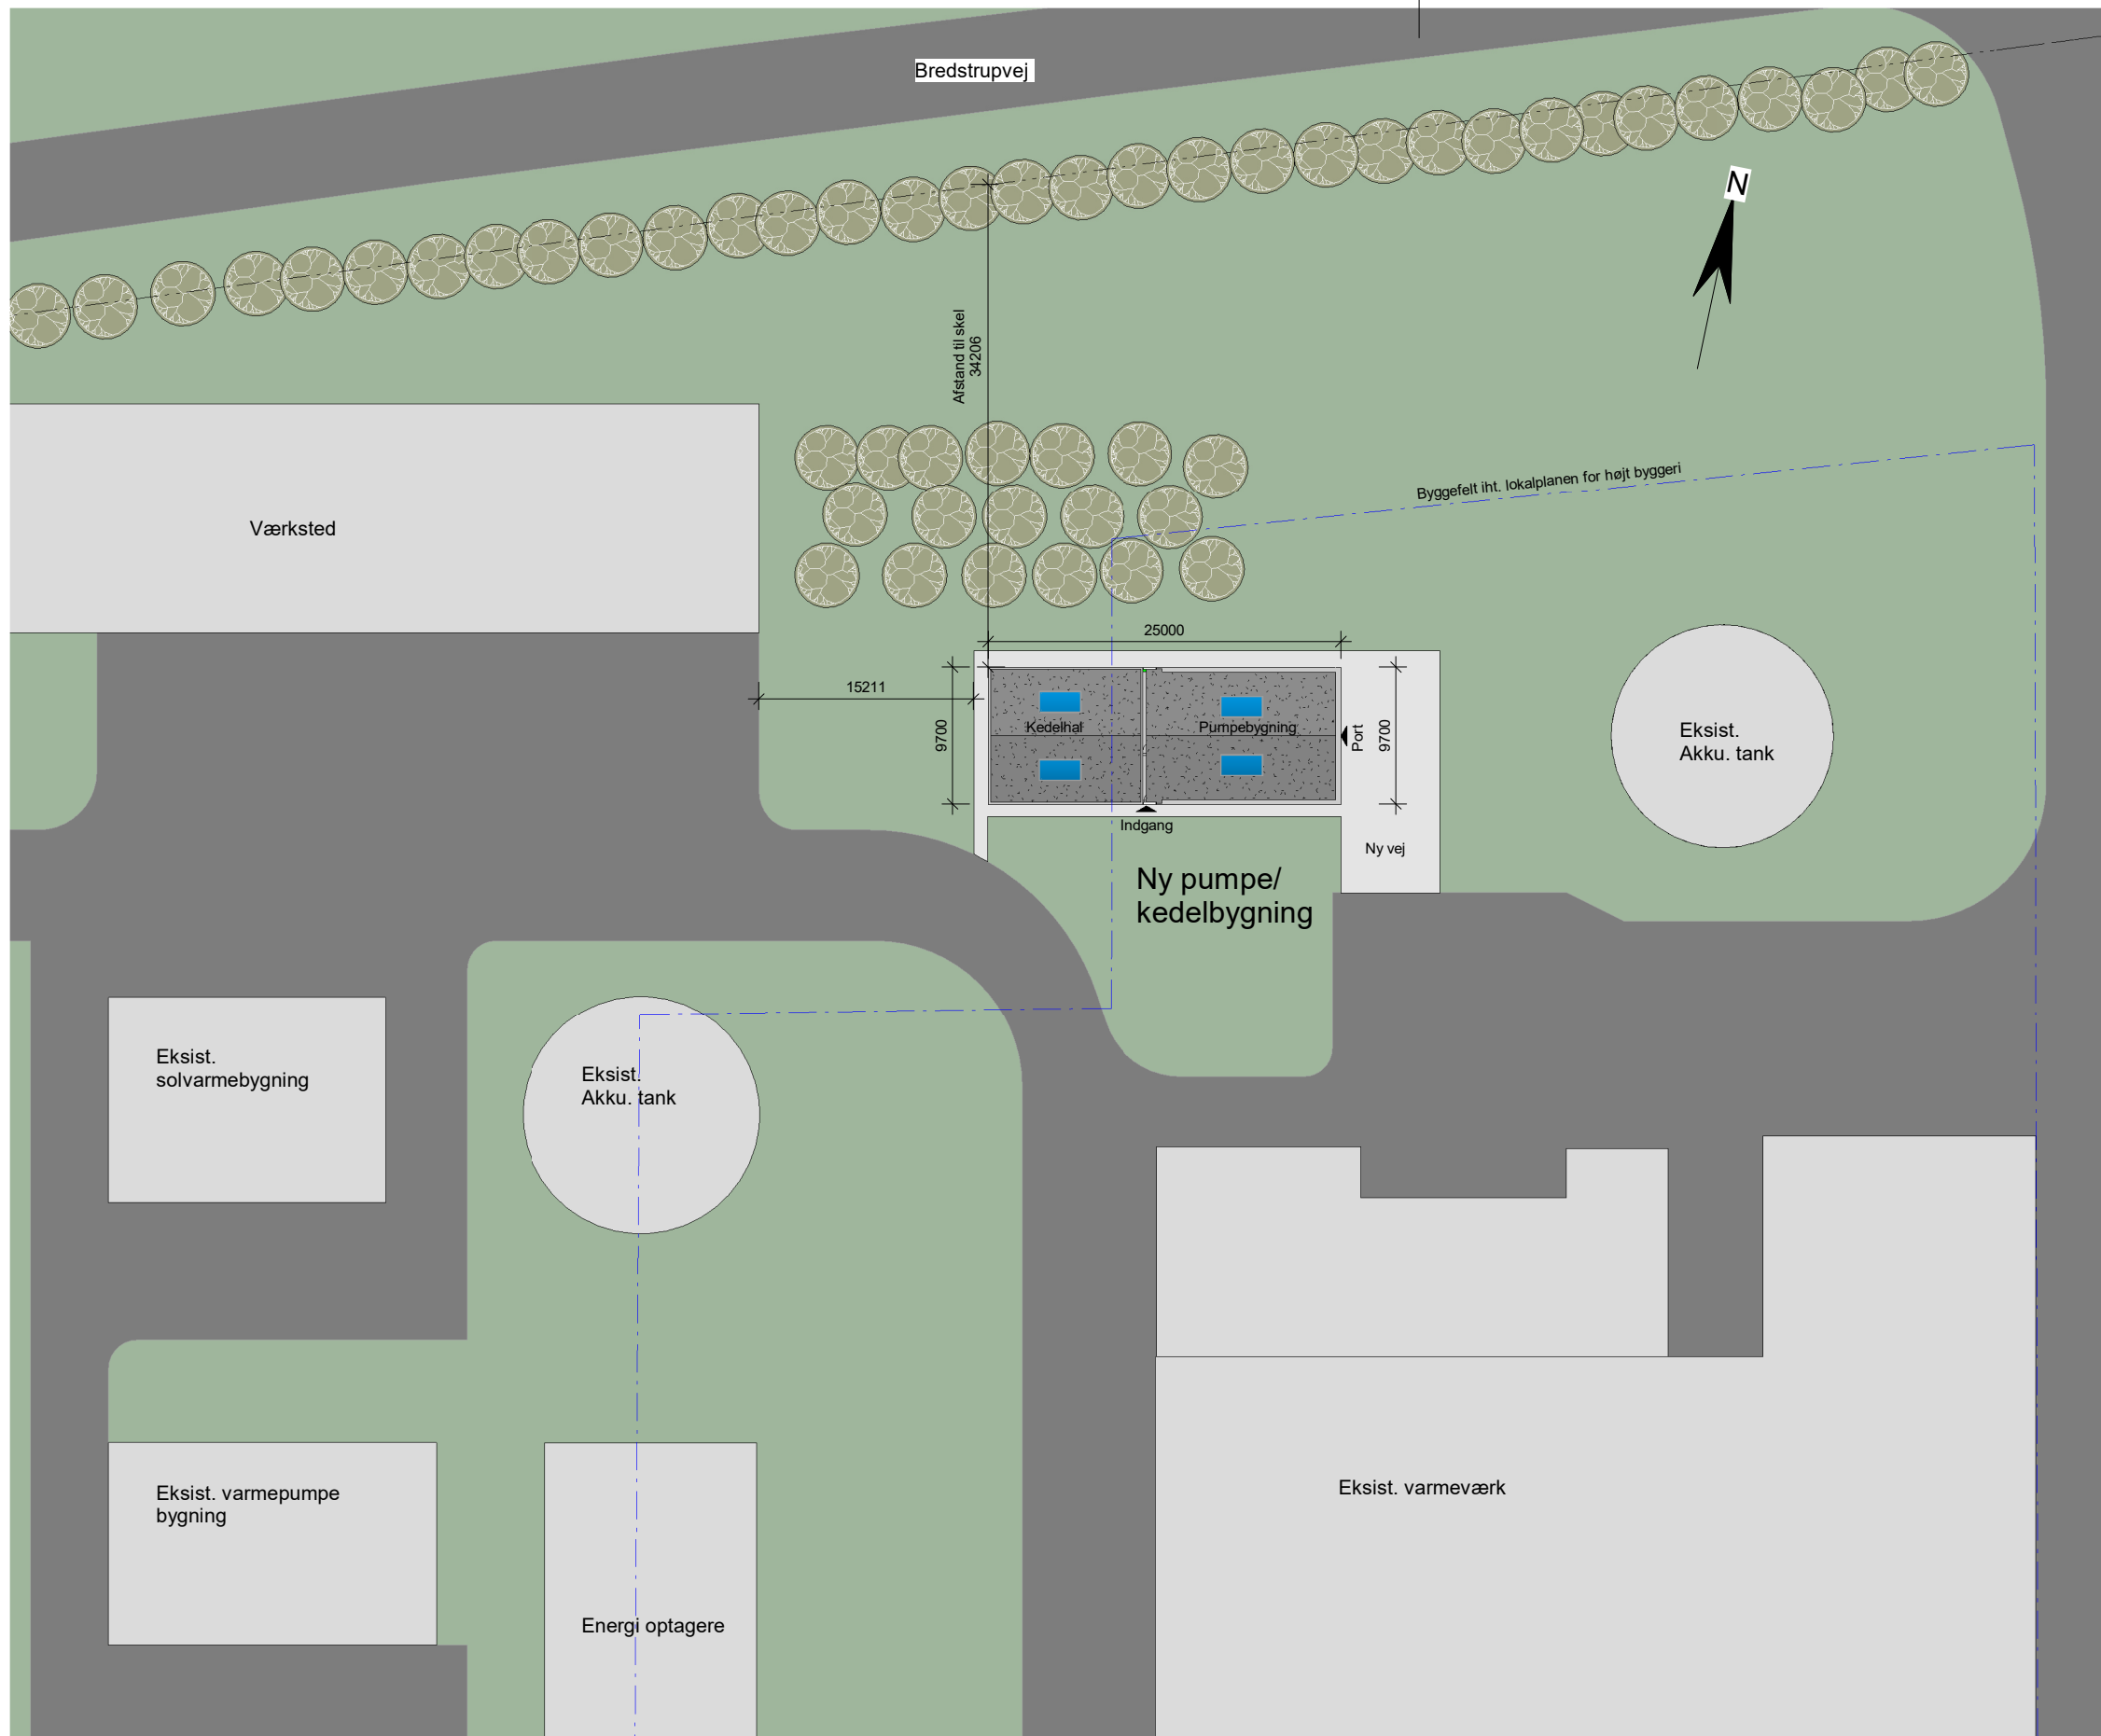 Bredstrupvej
N
Afstand til skel
34206
Byggefelt iht. lokalplanen for højt byggeri
Værksted
25000
15211
9700
Kedelhal
Pumpebygning
Port
9700
Eksist.
Akku. tank
Indgang
Ny vej
Ny pumpe/
kedelbygning
Eksist.
solvarmebygning
Eksist.
Akku. tank
Eksist. varmepumpe
bygning
Eksist. varmeværk
Energi optagere